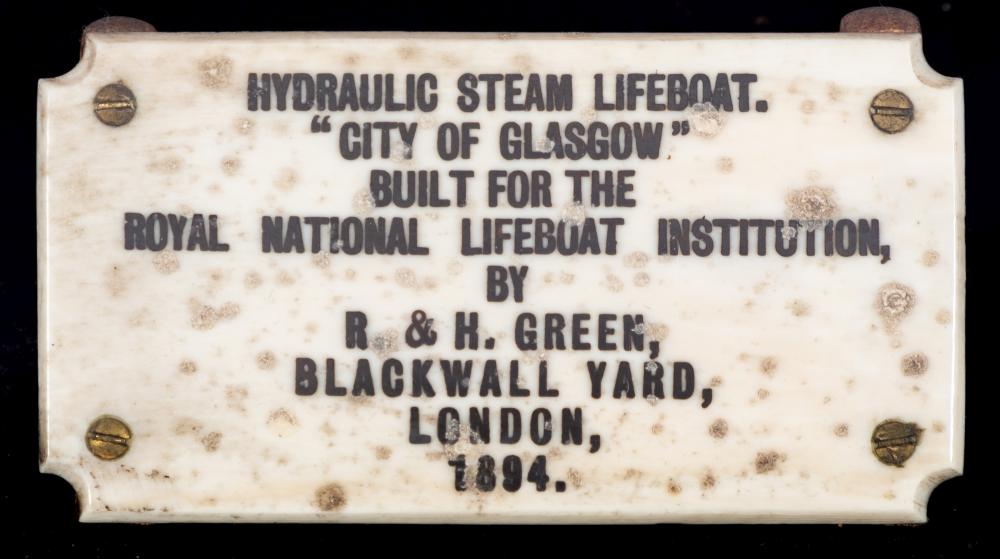 HYDRAULIC STEAM LIFEBOAT.
"CITY OF GLASGOW"
BUILT FOR THE
ROYAL NATIONAL LIFEBOAT INSTITUTION,
BY
R & H. GREEN,
BLACKWALL YARD,
LONDON,
1894.